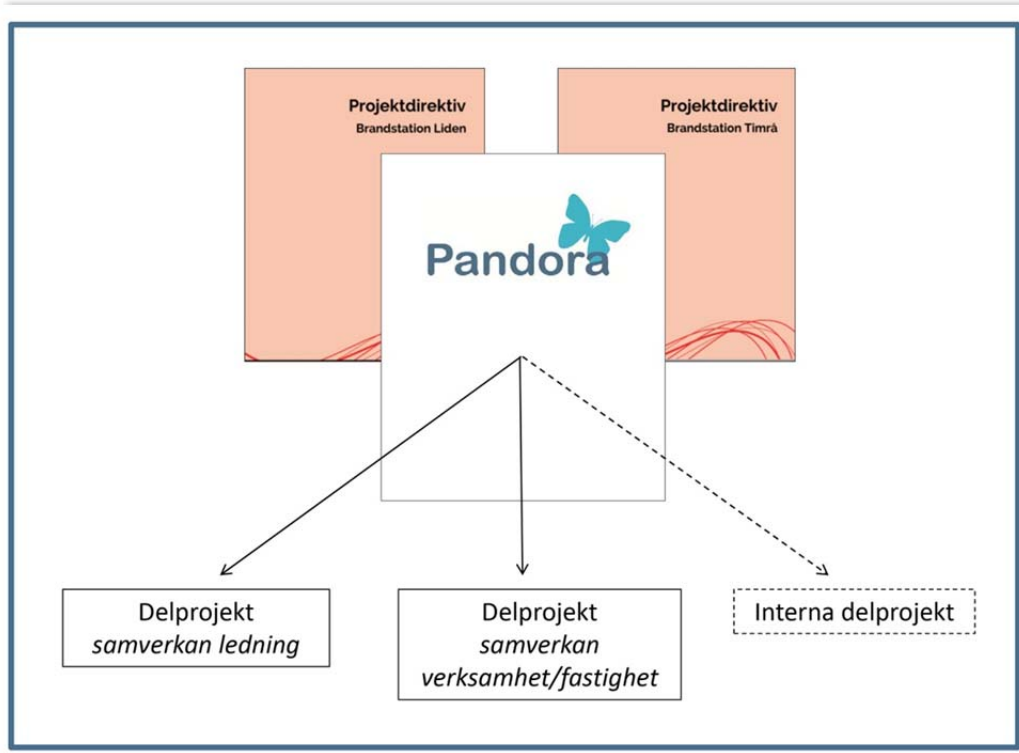 Projektdirektiv
Brandstation Liden
Projektdirektiv
Brandstation Timrå
Pandora
Delprojekt
samverkan ledning
Delprojekt
samverkan
verksamhet/fastighet
Interna delprojekt